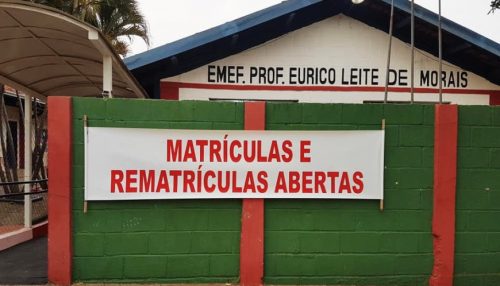 EMEF. PROF. EURICO LEITE DE MORAIS
MATRÍCULAS E
REMATRÍCULAS ABERTAS